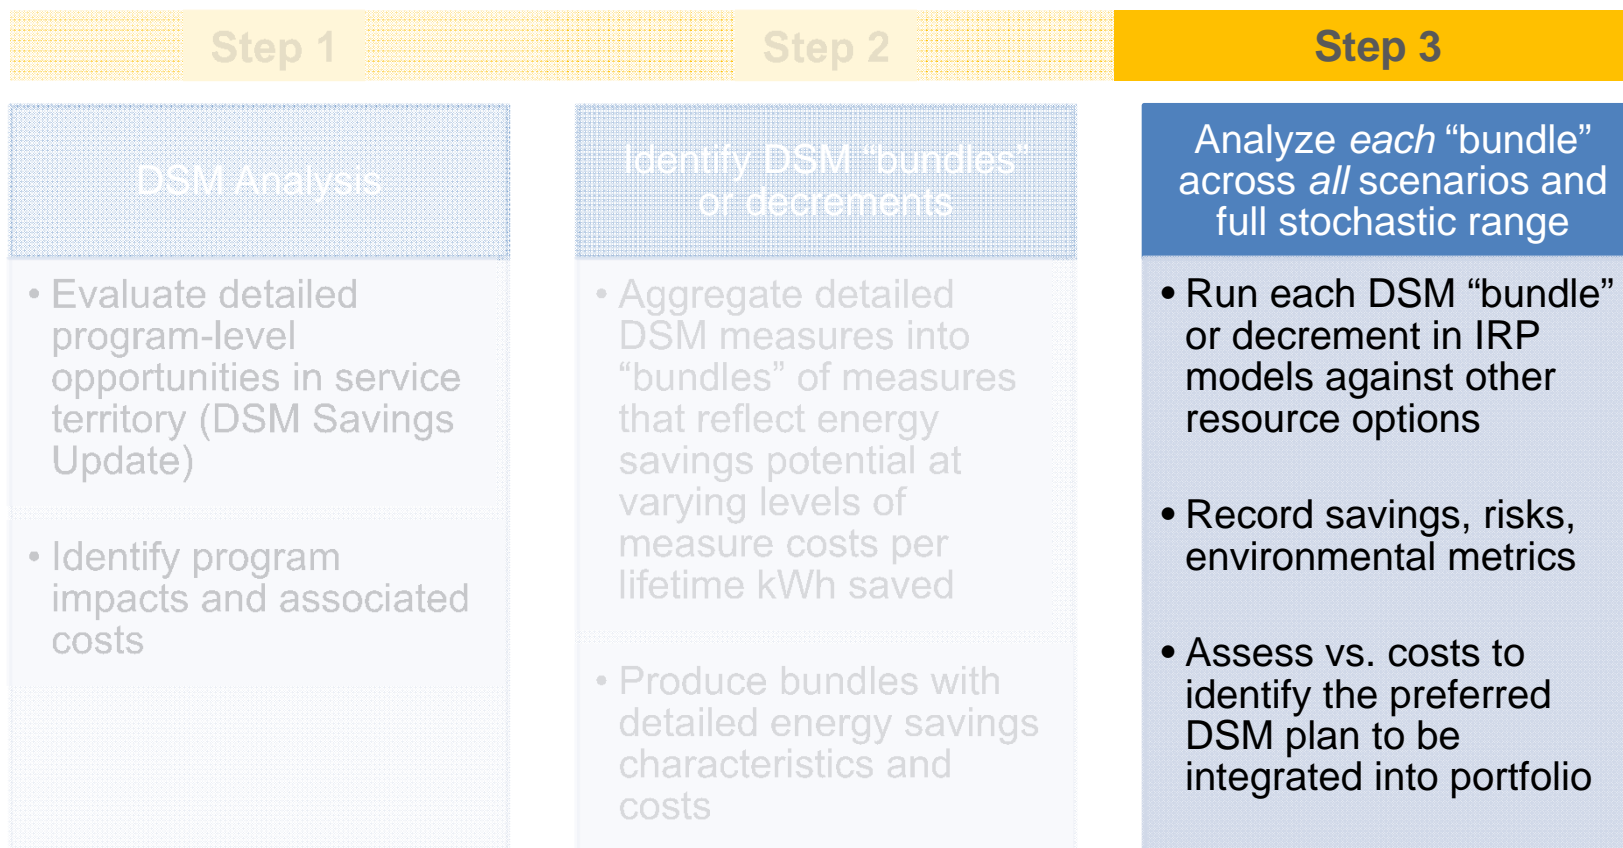 Step 1
Step 2
Step 3
DSM Analysis
• Evaluate detailed
program-level
opportunities in service
territory (DSM Savings
Update)
• Identify program
impacts and associated
costs
Identify DSM “bundles”
or decrements
• Aggregate detailed
DSM measures into
“bundles” of measures
that reflect energy
savings potential at
varying levels of
measure costs per
lifetime kWh saved
• Produce bundles with
detailed energy savings
characteristics and
costs
Analyze each “bundle”
across all scenarios and
full stochastic range
• Run each DSM “bundle”
or decrement in IRP
models against other
resource options
• Record savings, risks,
environmental metrics
• Assess vs. costs to
identify the preferred
DSM plan to be
integrated into portfolio